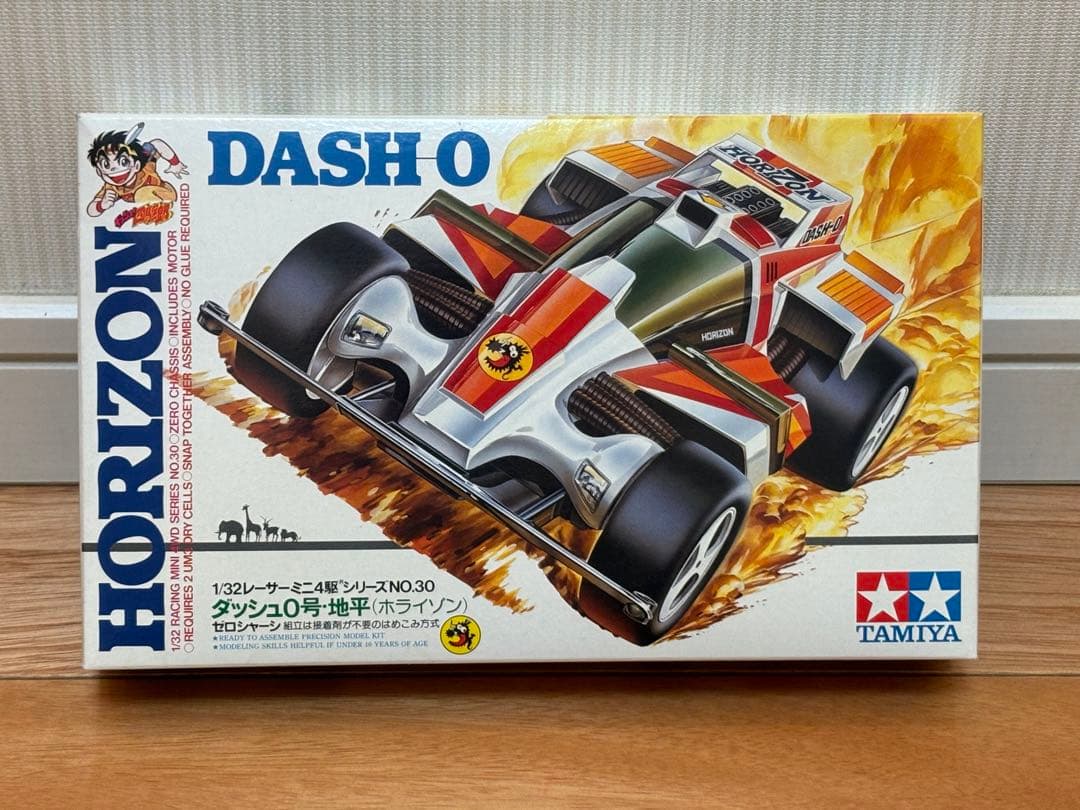 DASH-0
HORIZON
1/32 RACING MINI 4WD SERIES NO.30○ZERO CHASSIS○INCLUDES MOTOR
○REQUIRES 2 UM3/DRY CELLS○SNAP TOGETHER ASSEMBLY○NO GLUE REQUIRED
HORIZON
DASH-0
HORIZON
1/32レーサーミニ4駆シリーズNO.30
ダッシュ0号・地平(ホライゾン)
ゼロシャーシ 組立は接着剤が不要のはめこみ方式
★READY TO ASSEMBLE PRECISION MODEL KIT
★MODELING SKILLS HELPFUL IF UNDER 10 YEARS OF AGE
TAMIYA